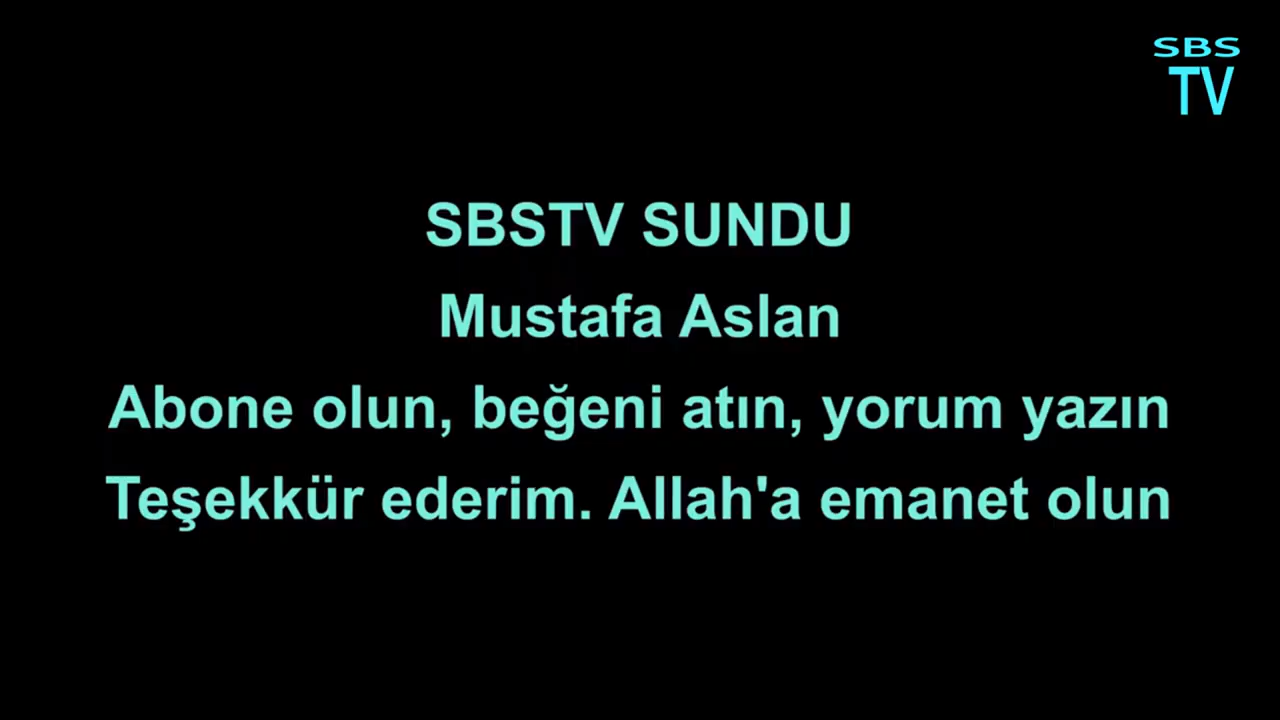 SBS
TV
SBSTV SUNDU
Mustafa Aslan
Abone olun, beğeni atın, yorum yazın
Teşekkür ederim. Allah'a emanet olun